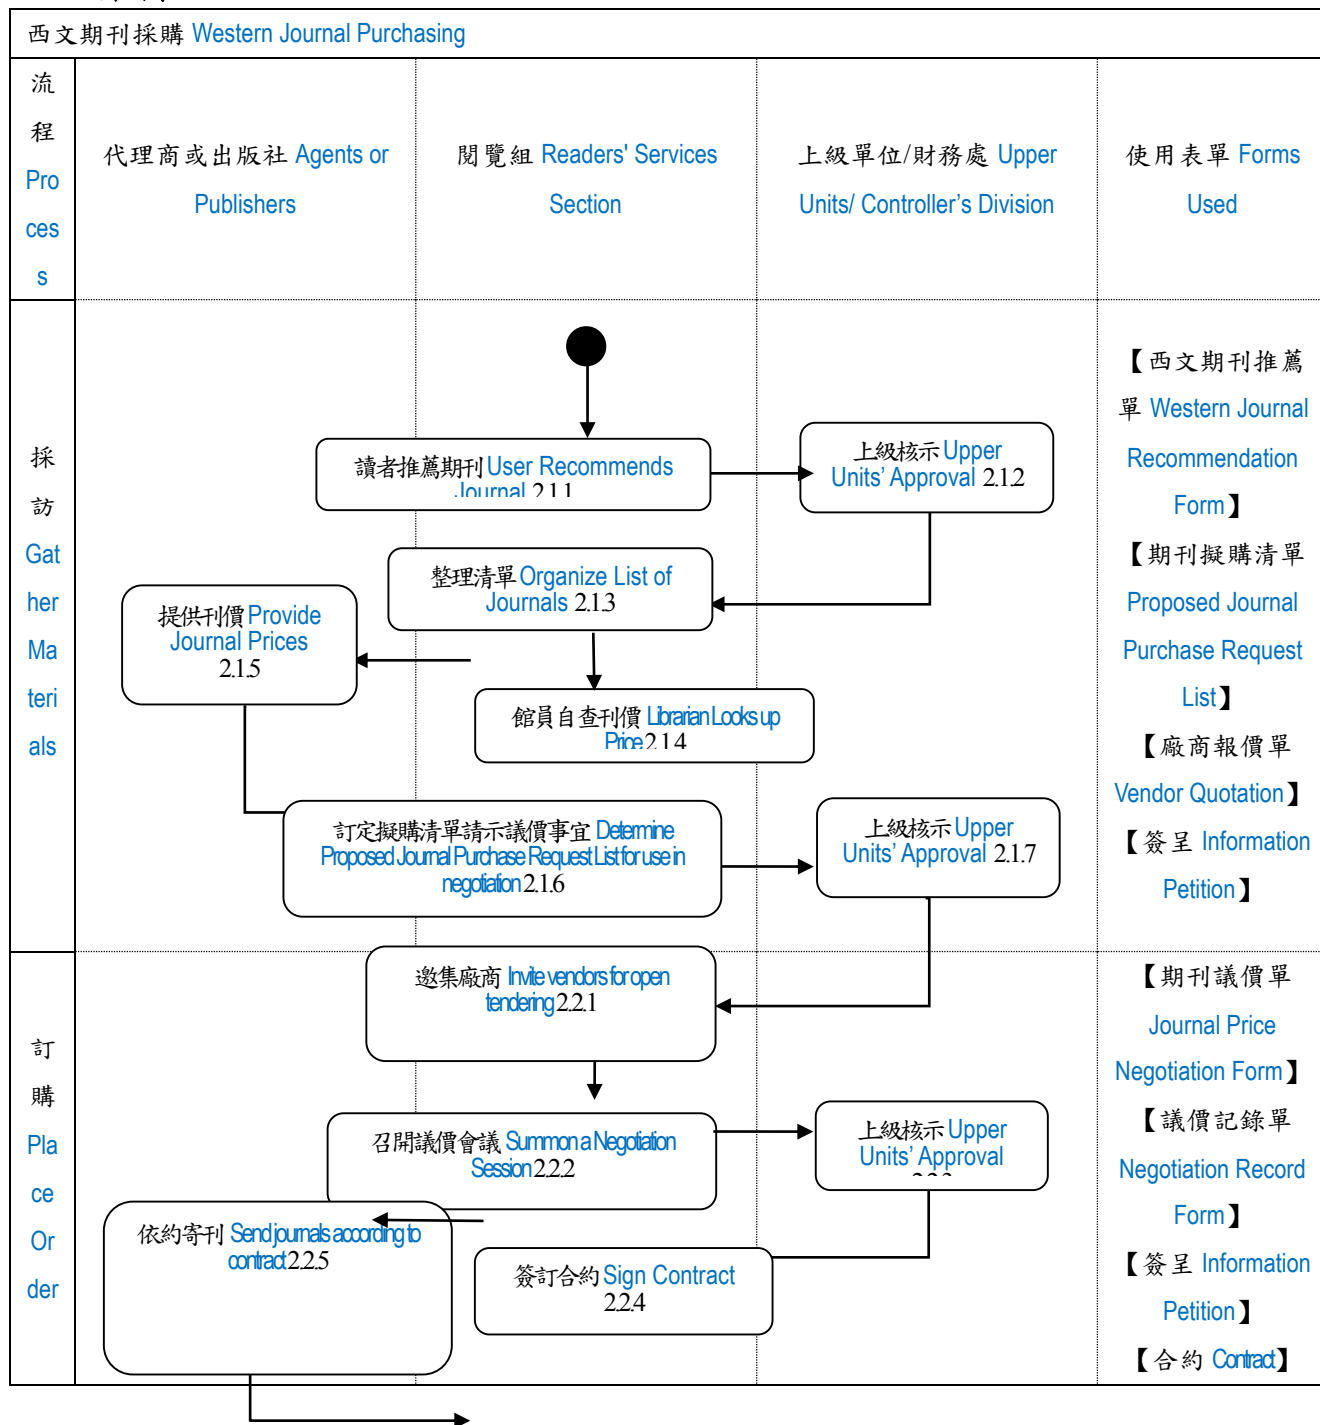 西文期刊採購 Western Journal Purchasing
流
程
Pro
ces
s
代理商或出版社 Agents or
Publishers
閱覽組 Readers' Services
Section
上級單位/財務處 Upper
Units/ Controller’s Division
使用表單 Forms
Used
採
訪
Gat
her
Ma
teri
als
讀者推薦期刊 User Recommends
Journal 2.1.1
上級核示 Upper
Units’ Approval 2.1.2
整理清單 Organize List of
Journals 2.1.3
提供刊價 Provide
Journal Prices
2.1.5
館員自查刊價 Librarian Looks up
Price 2.1.4
訂定擬購清單請示議價事宜 Determine
Proposed Journal Purchase Request List for use in
negotiation 2.1.6
上級核示 Upper
Units’ Approval 2.1.7
【西文期刊推薦
單 Western Journal
Recommendation
Form】
【期刊擬購清單
Proposed Journal
Purchase Request
List】
【廠商報價單
Vendor Quotation】
【簽呈 Information
Petition】
訂
購
Pla
ce
Or
der
邀集廠商 Invite vendors for open
tendering 2.2.1
召開議價會議 Summon a Negotiation
Session 2.2.2
上級核示 Upper
Units’ Approval
依約寄刊 Send journals according to
contract 2.2.5
簽訂合約 Sign Contract
2.2.4
【期刊議價單
Journal Price
Negotiation Form】
【議價記錄單
Negotiation Record
Form】
【簽呈 Information
Petition】
【合約 Contract】